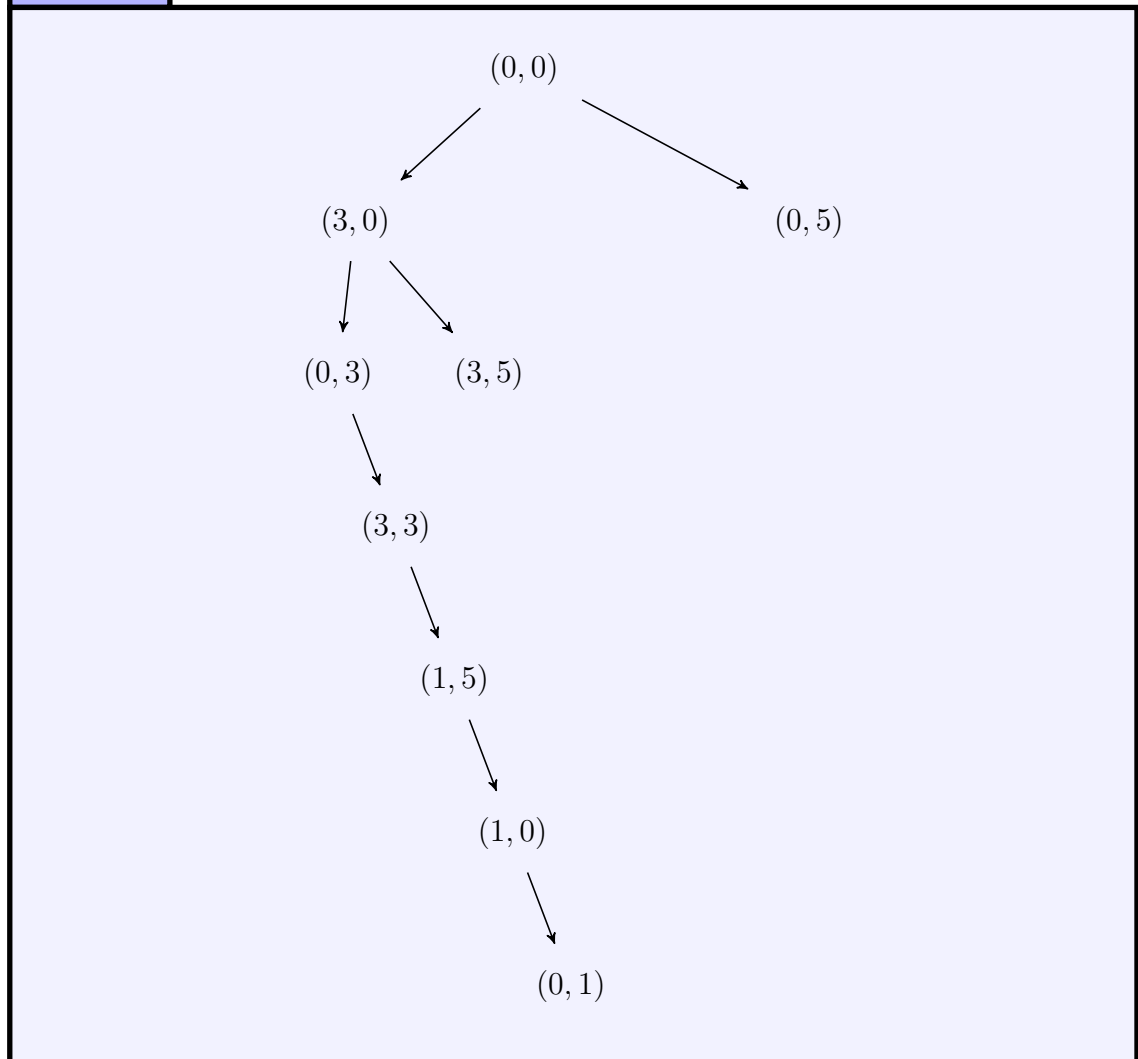 (0, 0)
(3, 0) (0, 5)
(0, 3) (3, 5)
(3, 3)
(1, 5)
(1, 0)
(0, 1)